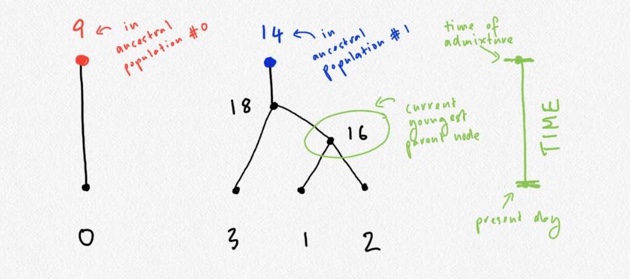 9
in
ancestral
population #0
14
in
ancestral
population #1
time of
admixture
18
16
current
youngest
parent node
TIME
present day
0
3
1
2